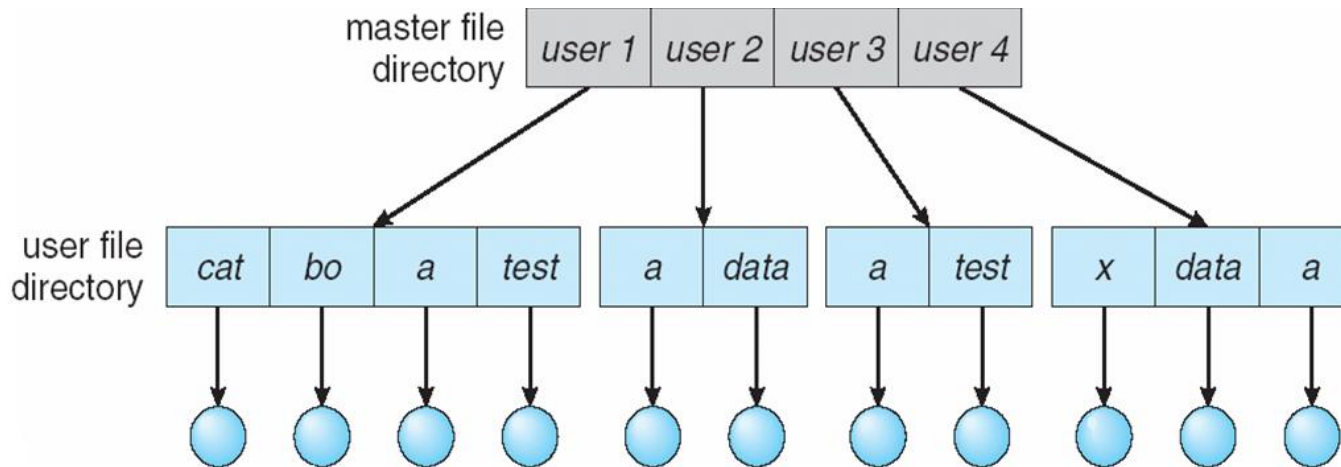 master file
directory
user 1 user 2 user 3 user 4
user file
directory
cat bo a test a data a test x data a